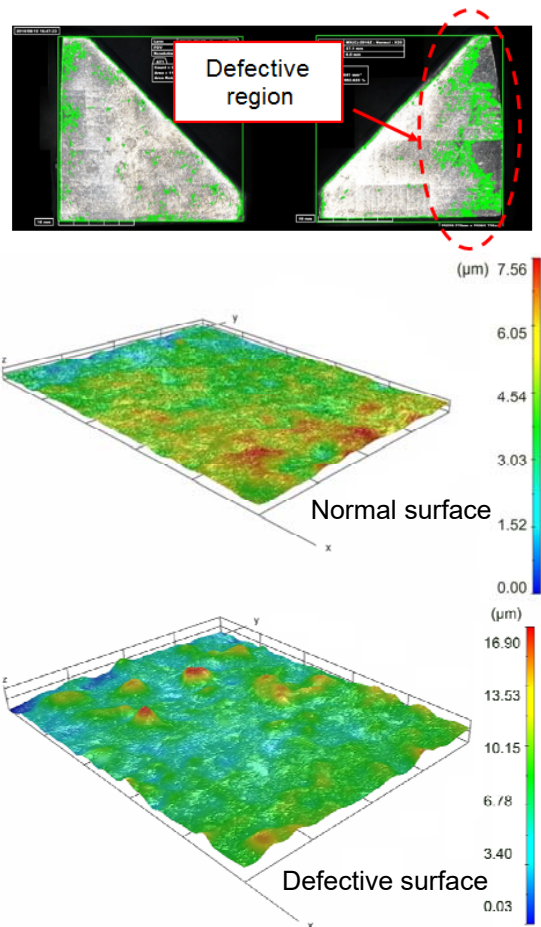 Defective
region
10 mm
10 mm
(µm) 7.56
6.05
4.54
3.03
1.52
0.00
z
y
x
Normal surface
(µm)
16.90
13.53
10.15
6.78
3.40
0.03
z
y
x
Defective surface